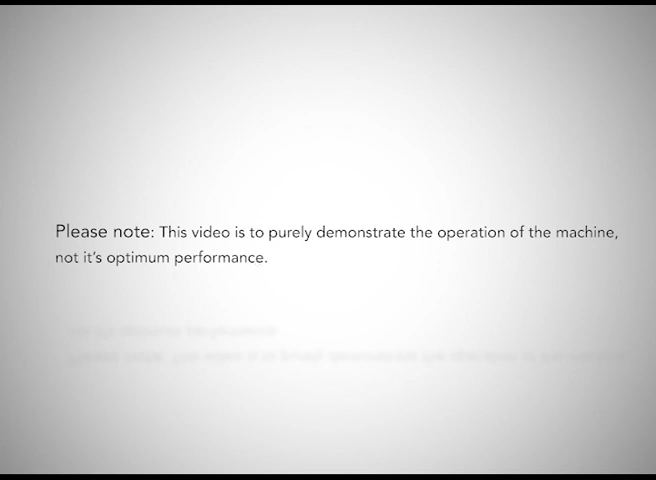 Please note: This video is to purely demonstrate the operation of the machine,
not it's optimum performance.